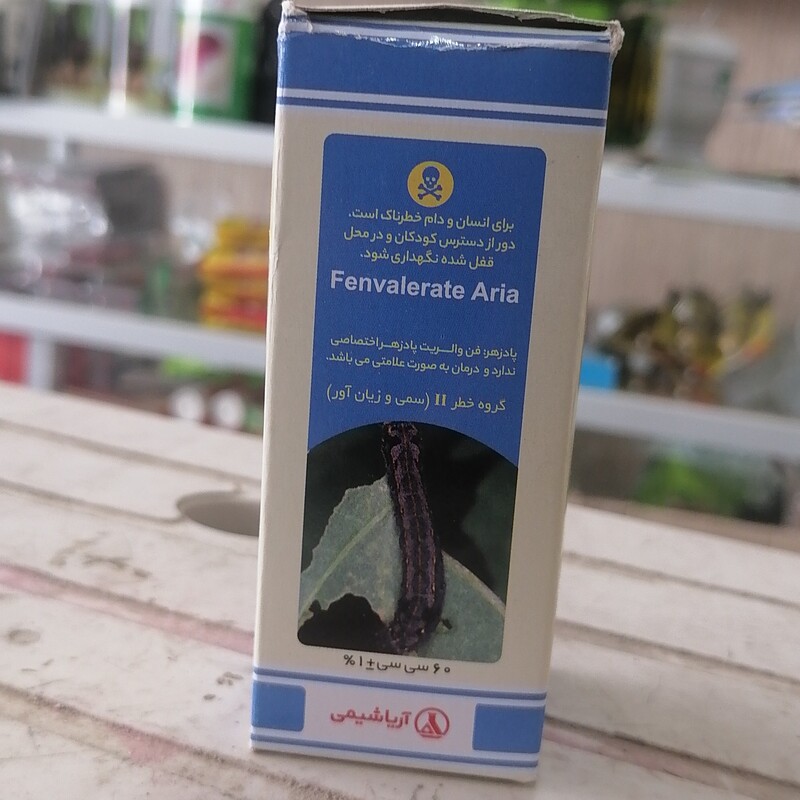 برای انسان و دام خطرناک است.
دور از دسترس کودکان و در محل
قفل شده نگهداری شود.
Fenvalerate Aria
پادزهر: فن والریت پادزهر اختصاصی
ندارد و درمان به صورت علامتی می باشد.
گروه خطر II (سمی و زیان آور)
۶۰ سی سی ± ۱%
آریاشیمی